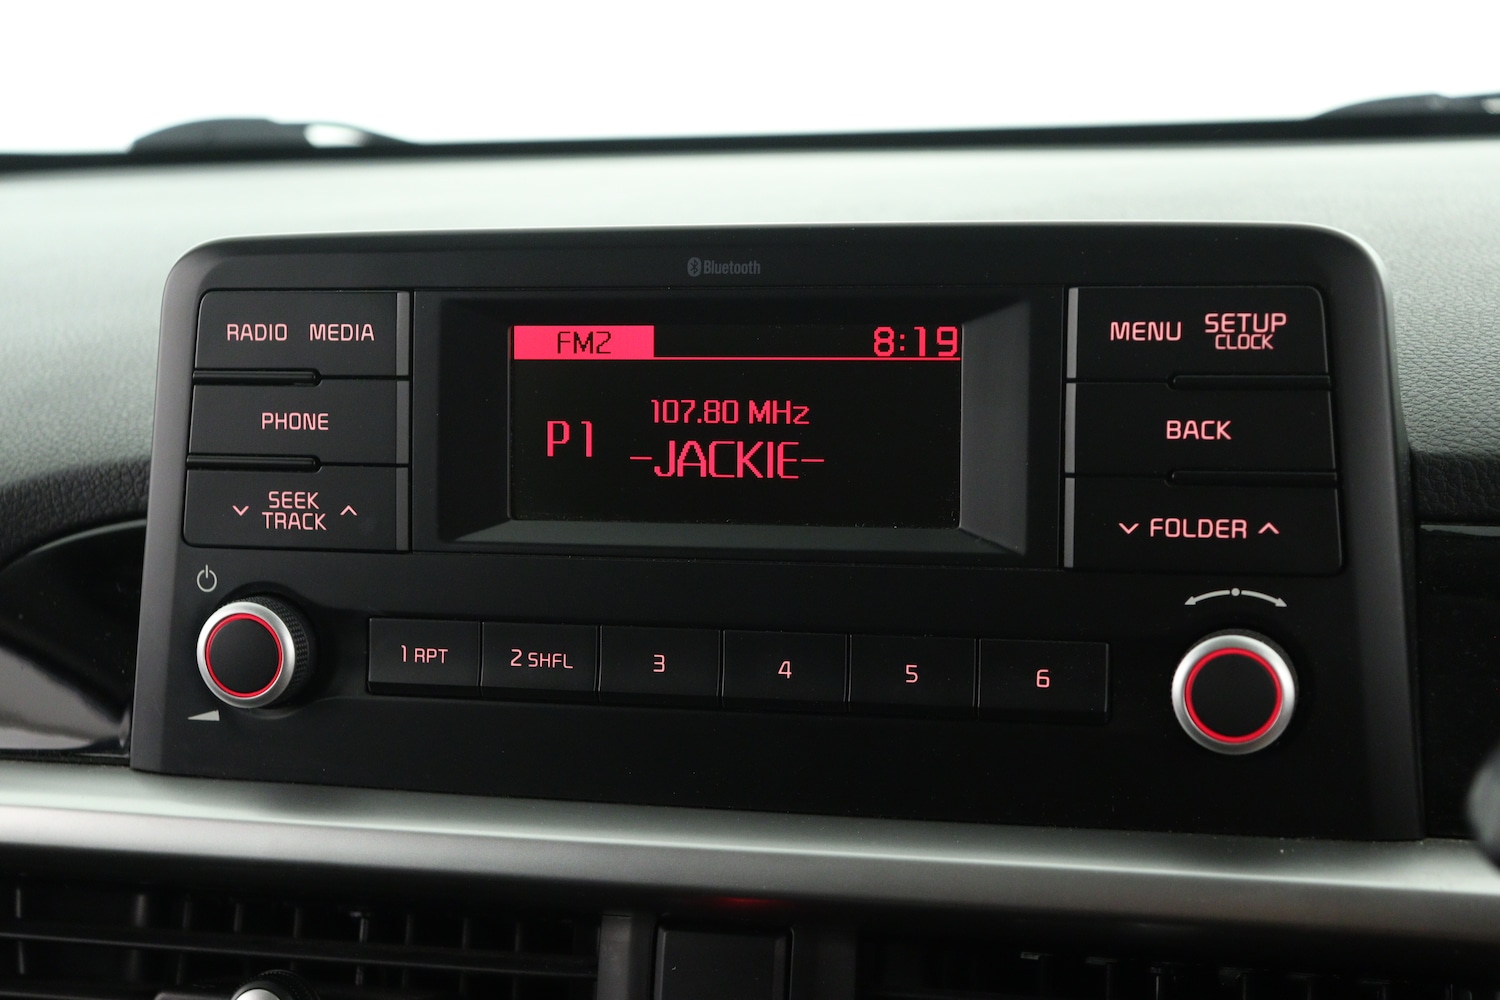 Bluetooth
RADIO MEDIA
PHONE
SEEK
TRACK
FM2 8:19
107.80 MHz
P1
-JACKIE-
MENU SETUP
CLOCK
BACK
FOLDER
1 RPT 2 SHFL 3 4 5 6